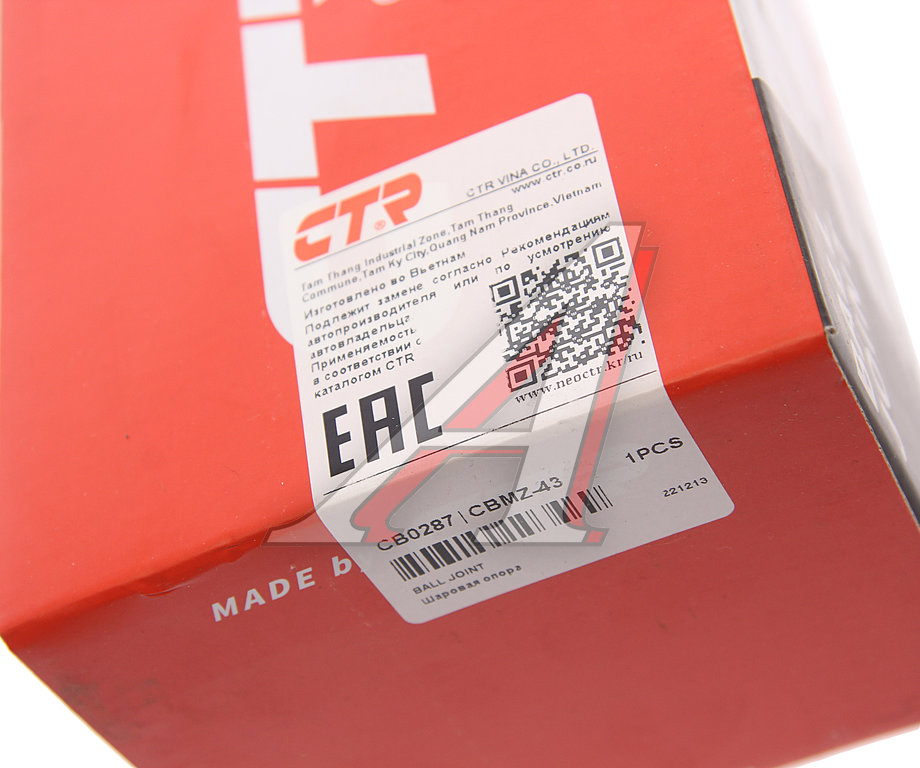 CTR
CTR VINA CO., LTD.
www.ctr.co.ru
Tam Thang Industrial Zone, Tam Thang
Commune, Tam Ky City, Quang Nam Province. Vietnam
Изготовлено во Вьетнам
Подлежит замене согласно рекомендациям
автопроизводителя или по усмотрению
автовладельца
Применяемость
в соответствии с
каталогом CTR
www.neoctr.kr.ru
EAC
CB0287 | CBMZ-43
1PCS
221213
BALL JOINT
Шаровая опора
MADE